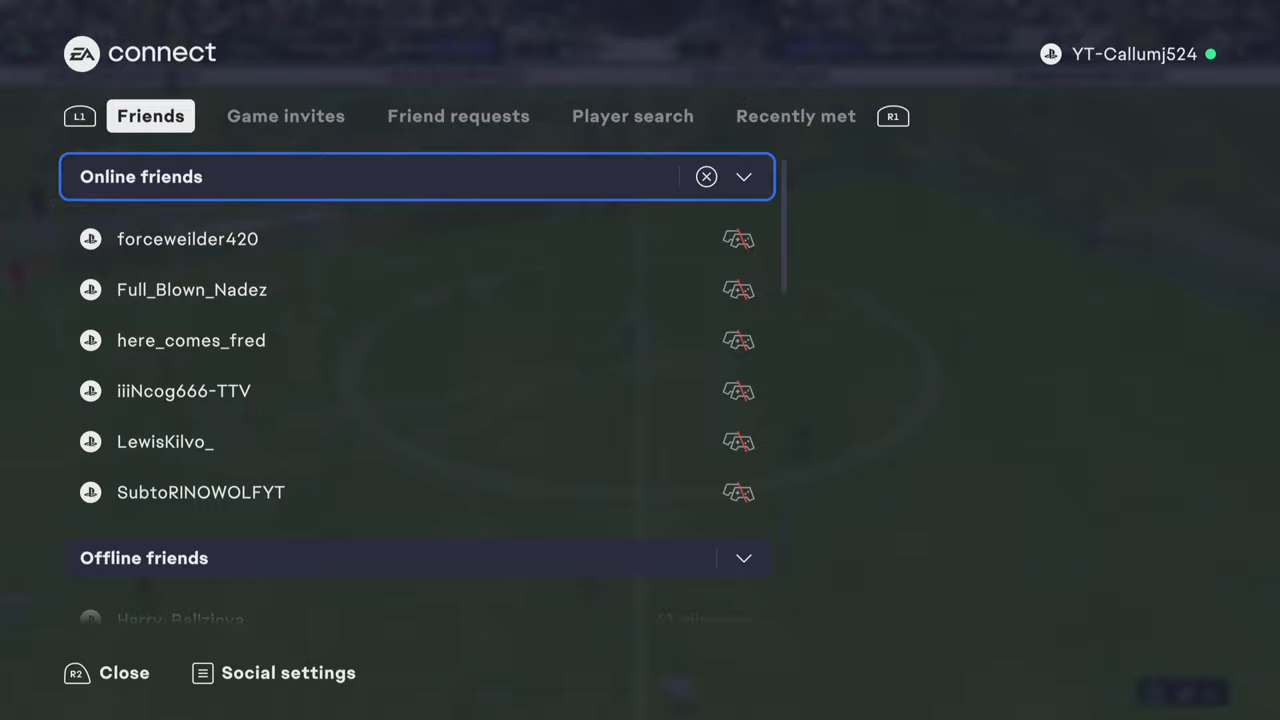 EA connect
YT-Callumj524
L1 Friends Game invites Friend requests Player search Recently met R1
Online friends
forceweilder420
Full_Blown_Nadez
here_comes_fred
iiiNcog666-TTV
LewisKilvo_
SubtoRINOWOLFYT
Offline friends
R2 Close Social settings